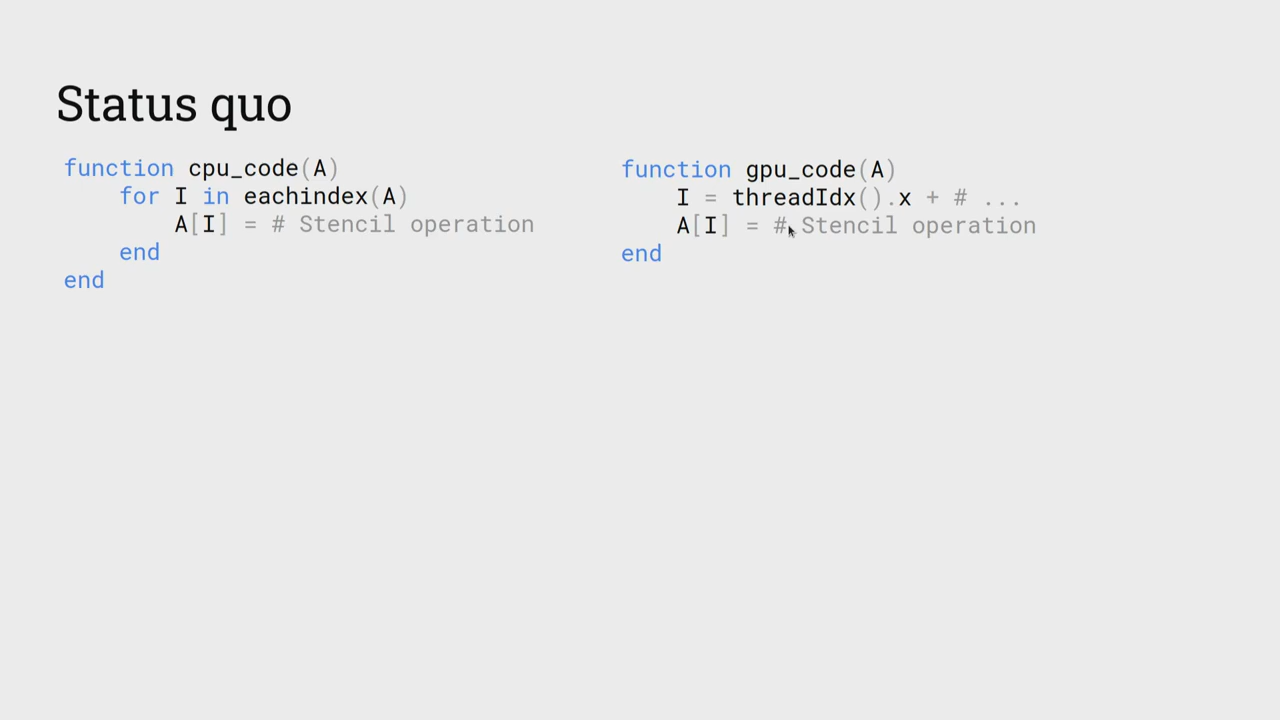 Status quo
function cpu_code(A)
    for I in eachindex(A)
        A[I] = # Stencil operation
    end
end
function gpu_code(A)
    I = threadIdx().x + # ...
    A[I] = # Stencil operation
end